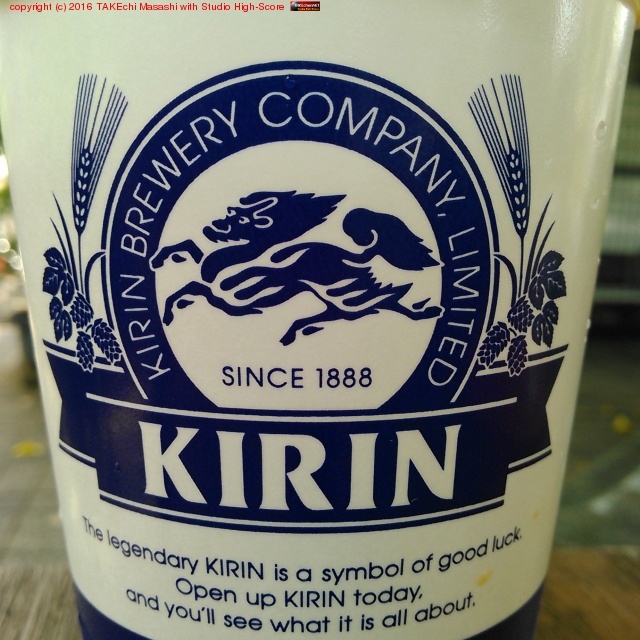 copyright (c) 2016 TAKEchi Masashi with Studio High-Score
KIRIN BREWERY COMPANY, LIMITED
SINCE 1888
KIRIN
The legendary KIRIN is a symbol of good luck.
Open up KIRIN today,
and you'll see what it is all about.